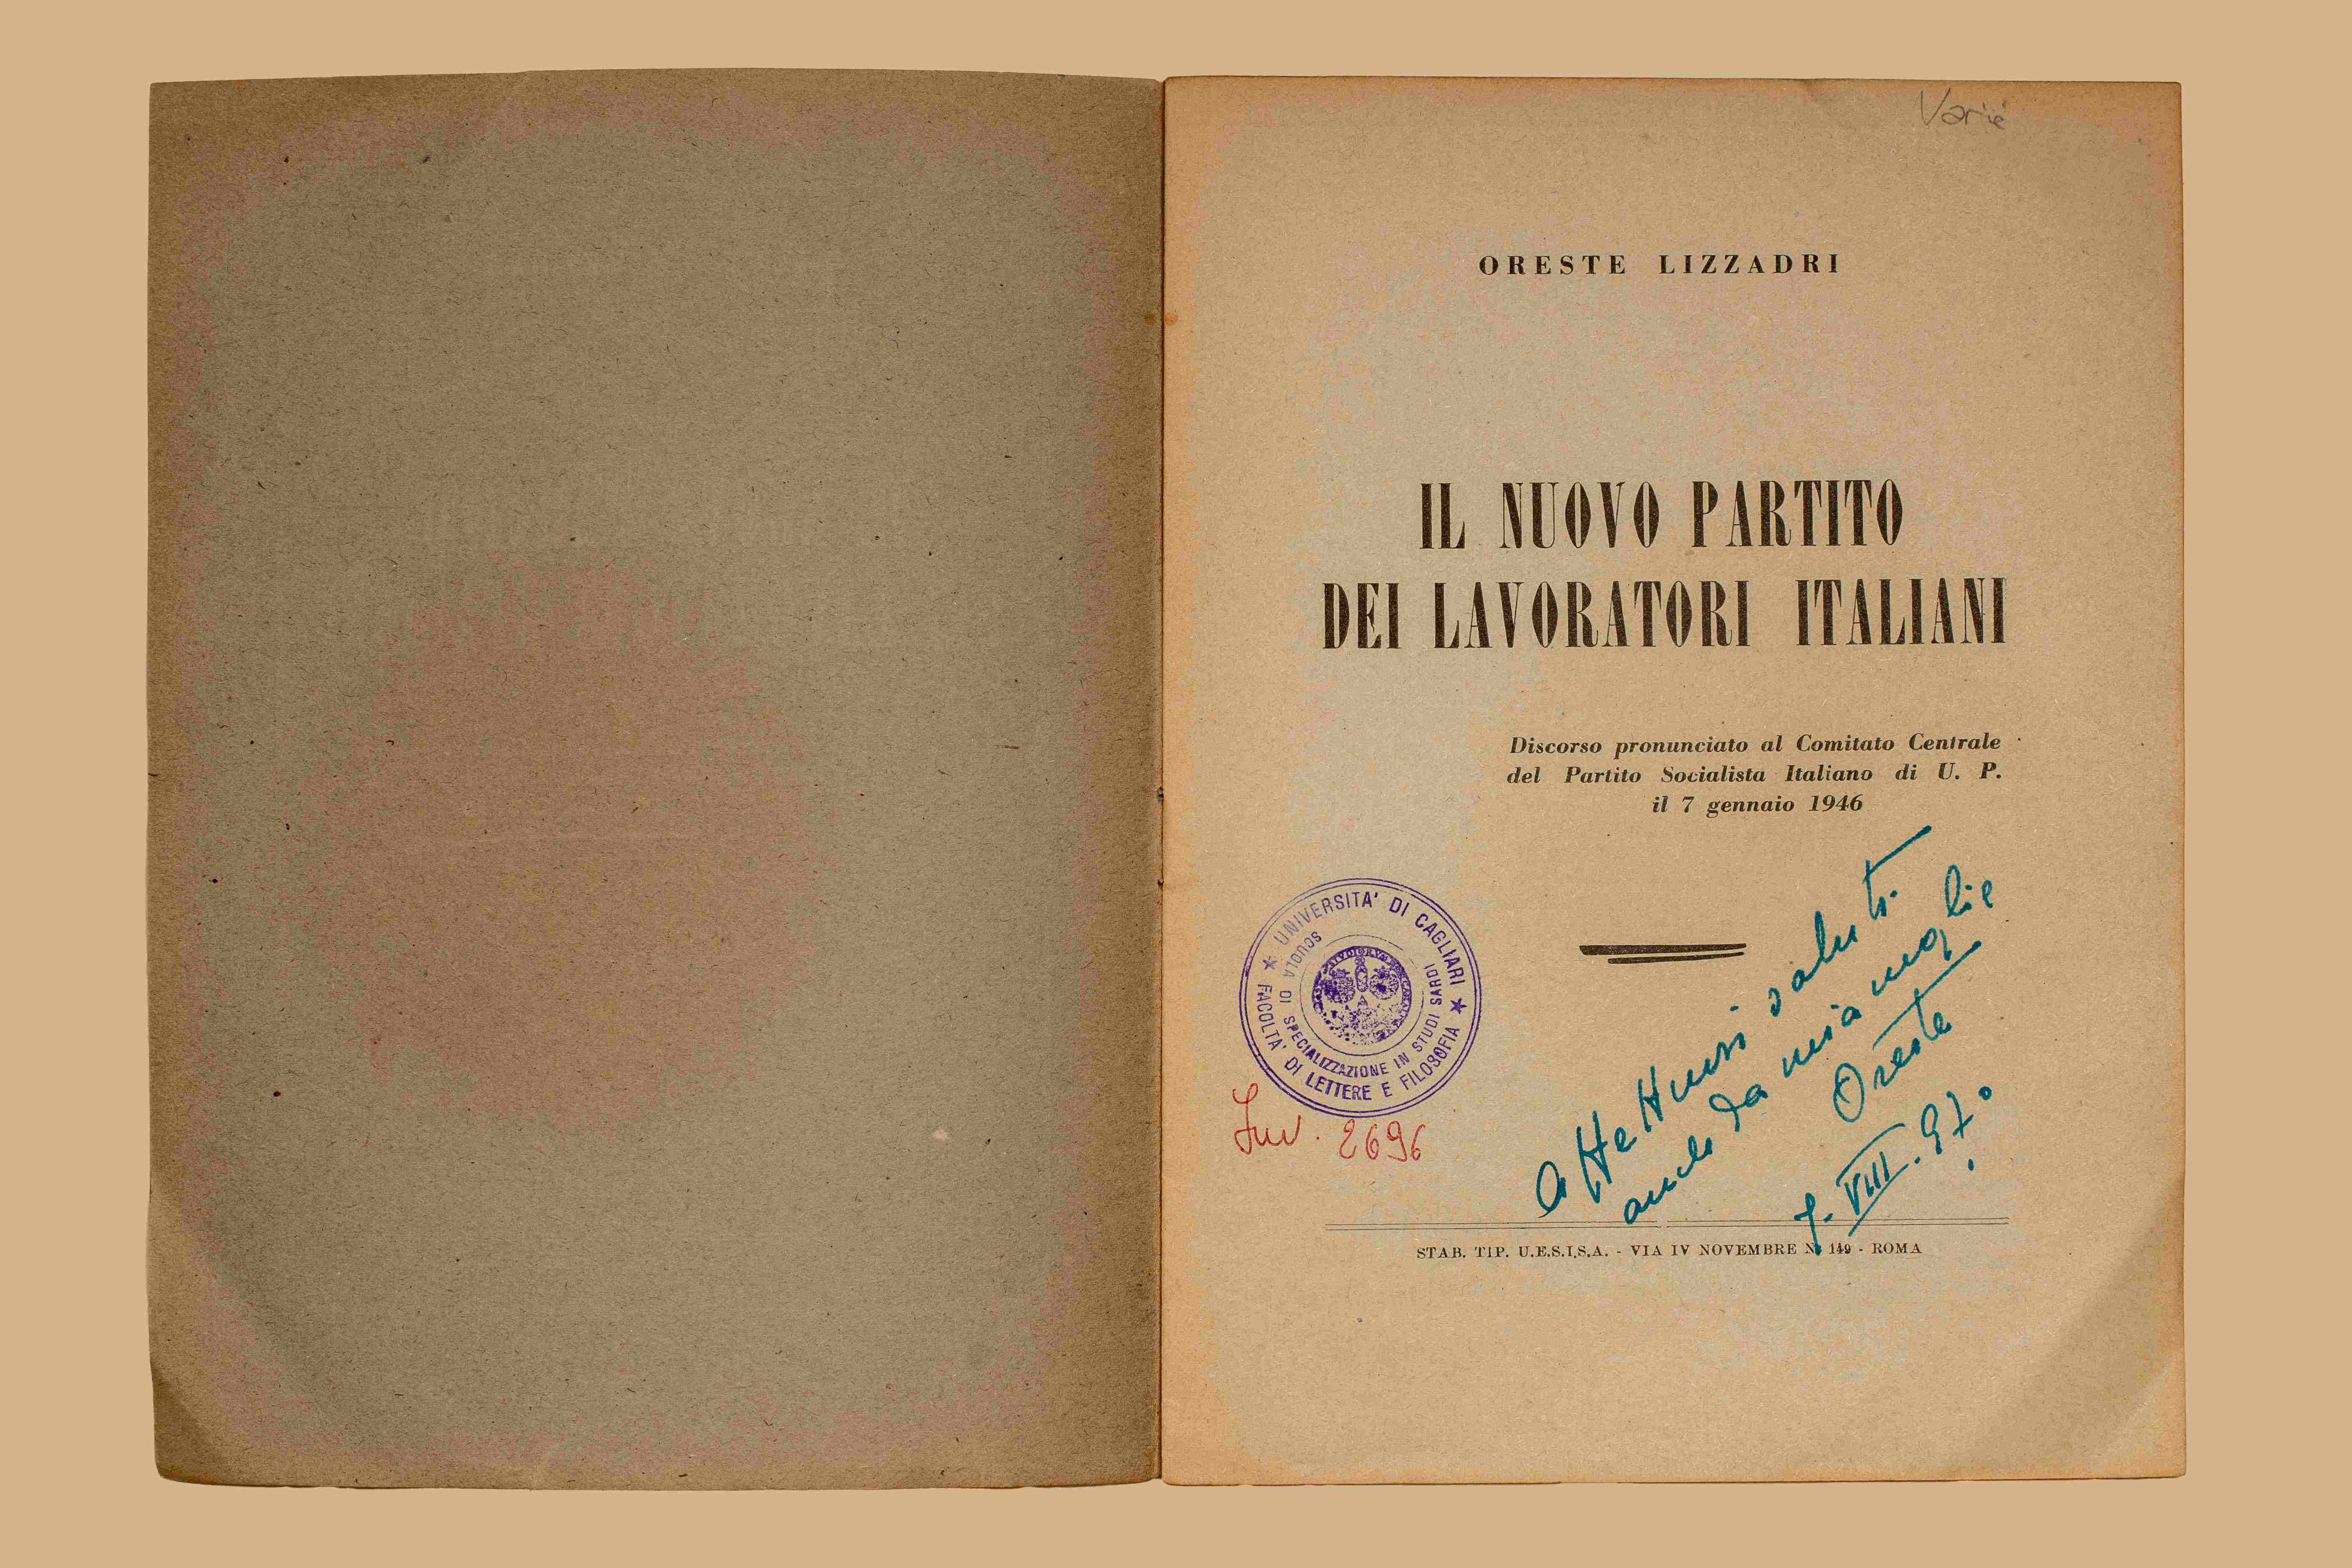 Varie
ORESTE LIZZADRI
IL NUOVO PARTITO
DEI LAVORATORI ITALIANI
Discorso pronunciato al Comitato Centrale
del Partito Socialista Italiano di U. P.
il 7 gennaio 1946
★ UNIVERSITA' DI CAGLIARI ★
FACOLTA' DI LETTERE E FILOSOFIA
SCUOLA DI SPECIALIZZAZIONE IN STUDI SARDI
Inv. 2696
affettuosi saluti
anche da mia moglie
Oreste
VIII
STAB. TIP. U.E.S.I.S.A. - VIA IV NOVEMBRE N. 149 - ROMA